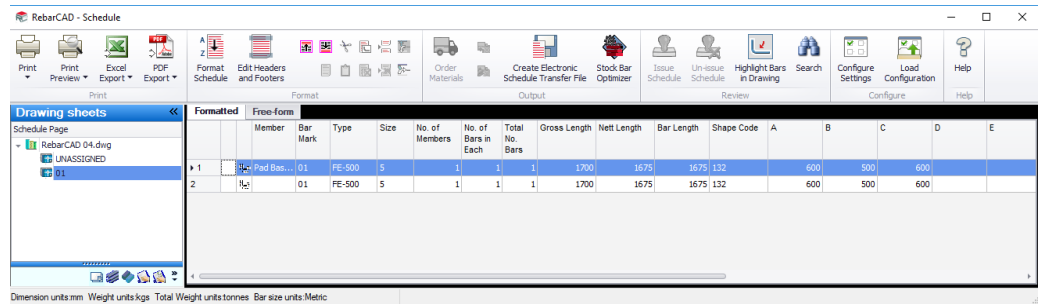 RebarCAD - Schedule
Print Print Preview Excel Export PDF Export Format Schedule Edit Headers and Footers Order Materials Create Electronic Schedule Transfer File Stock Bar Optimizer Issue Schedule Un-issue Schedule Highlight Bars in Drawing Search Configure Settings Load Configuration Help
Print Format Output Review Configure Help
Drawing sheets
Schedule Page
RebarCAD 04.dwg
UNASSIGNED
01
Formatted Free-form
Member Bar Mark Type Size No. of Members No. of Bars in Each Total No. Bars Gross Length Nett Length Bar Length Shape Code A B C D E
1 Pad Bas... 01 FE-500 5 1 1 1 1700 1675 1675 132 600 500 600
2 01 FE-500 5 1 1 1 1700 1675 1675 132 600 500 600
Dimension units:mm Weight units:kgs Total Weight units:tonnes Bar size units:Metric